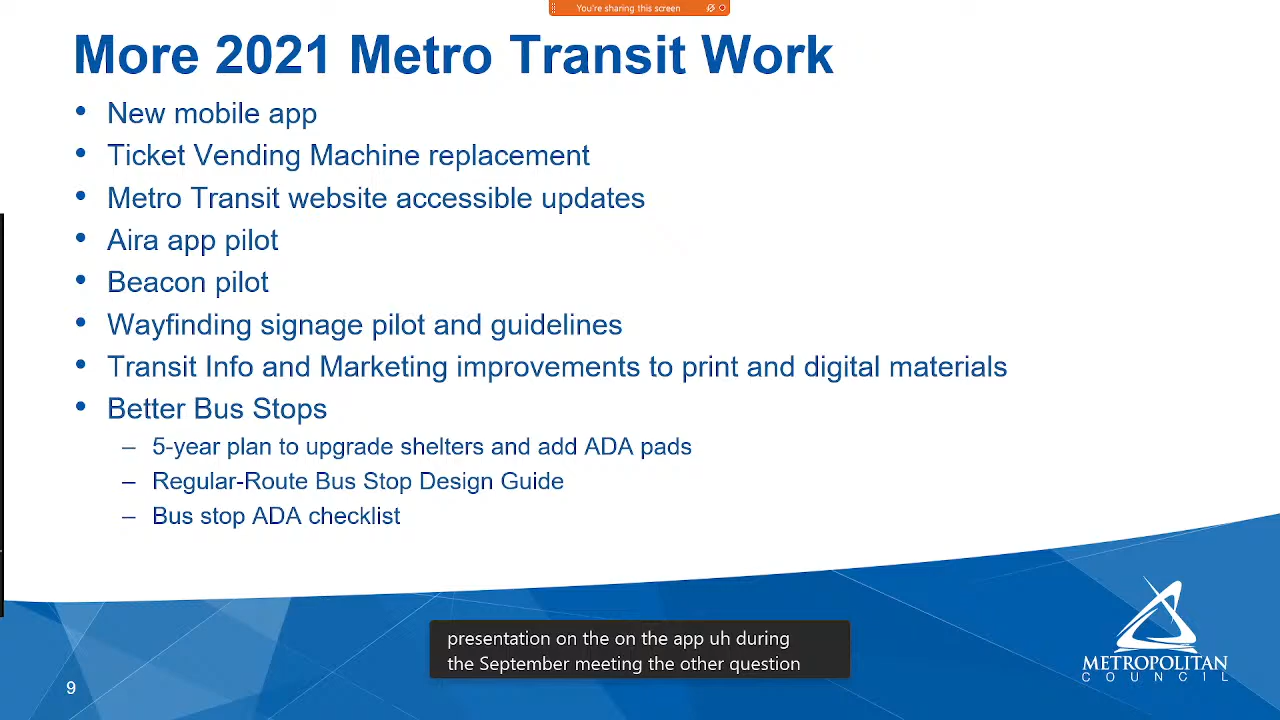 You're sharing this screen
More 2021 Metro Transit Work
• New mobile app
• Ticket Vending Machine replacement
• Metro Transit website accessible updates
• Aira app pilot
• Beacon pilot
• Wayfinding signage pilot and guidelines
• Transit Info and Marketing improvements to print and digital materials
• Better Bus Stops
– 5-year plan to upgrade shelters and add ADA pads
– Regular-Route Bus Stop Design Guide
– Bus stop ADA checklist
presentation on the on the app uh during
the September meeting the other question
METROPOLITAN
COUNCIL
9